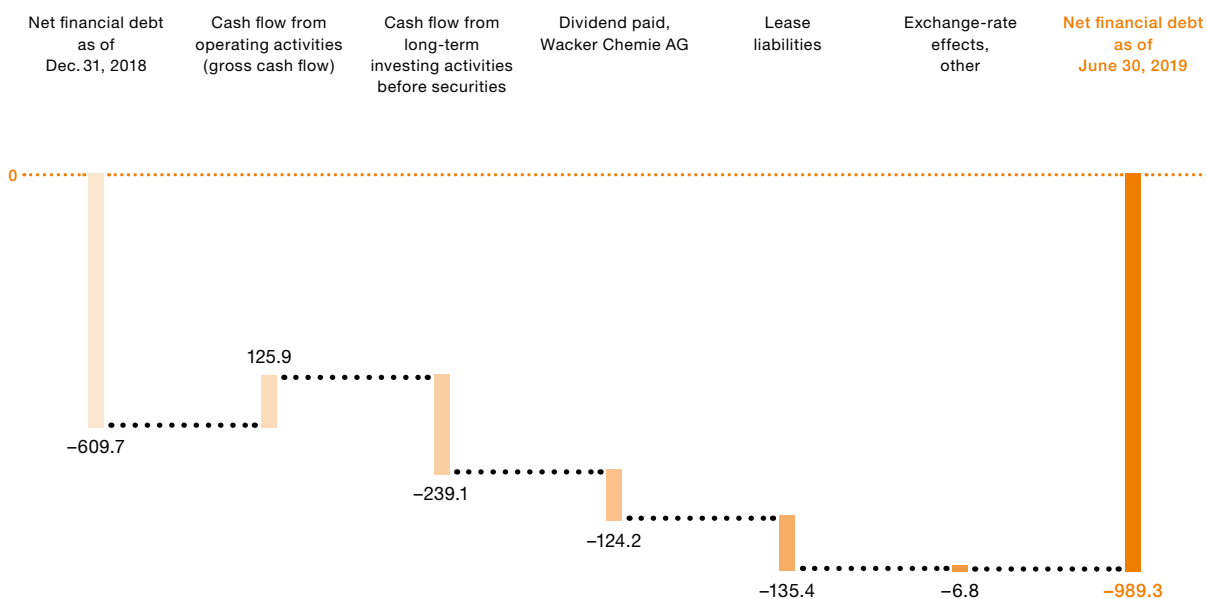 Net financial debt
as of
Dec. 31, 2018
Cash flow from
operating activities
(gross cash flow)
Cash flow from
long-term
investing activities
before securities
Dividend paid,
Wacker Chemie AG
Lease
liabilities
Exchange-rate
effects,
other
Net financial debt
as of
June 30, 2019
0
125.9
–609.7
–239.1
–124.2
–135.4
–6.8
–989.3